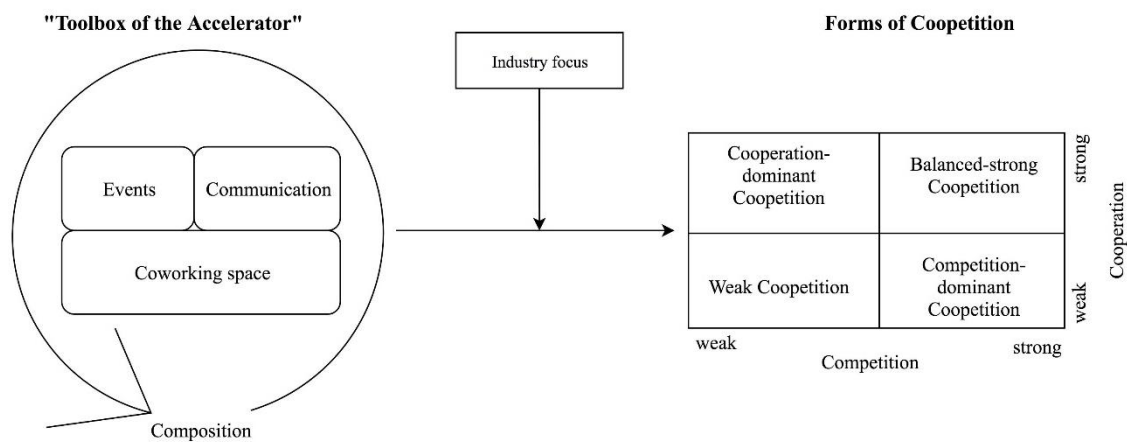 "Toolbox of the Accelerator"
Events
Communication
Coworking space
Composition
Industry focus
Forms of Coopetition
Cooperation-
dominant
Coopetition
Balanced-strong
Coopetition
Weak Coopetition
Competition-
dominant
Coopetition
strong
weak
Cooperation
weak
strong
Competition